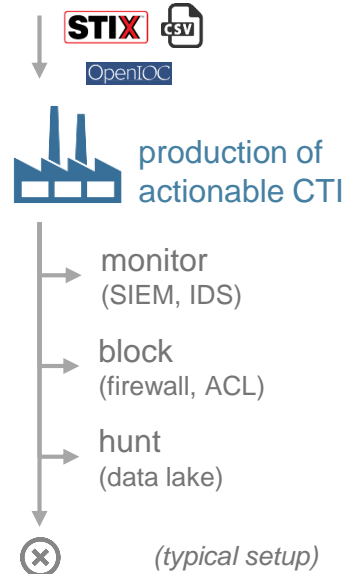 STIX
CSV
OpenIOC
production of
actionable CTI
monitor
(SIEM, IDS)
block
(firewall, ACL)
hunt
(data lake)
(typical setup)